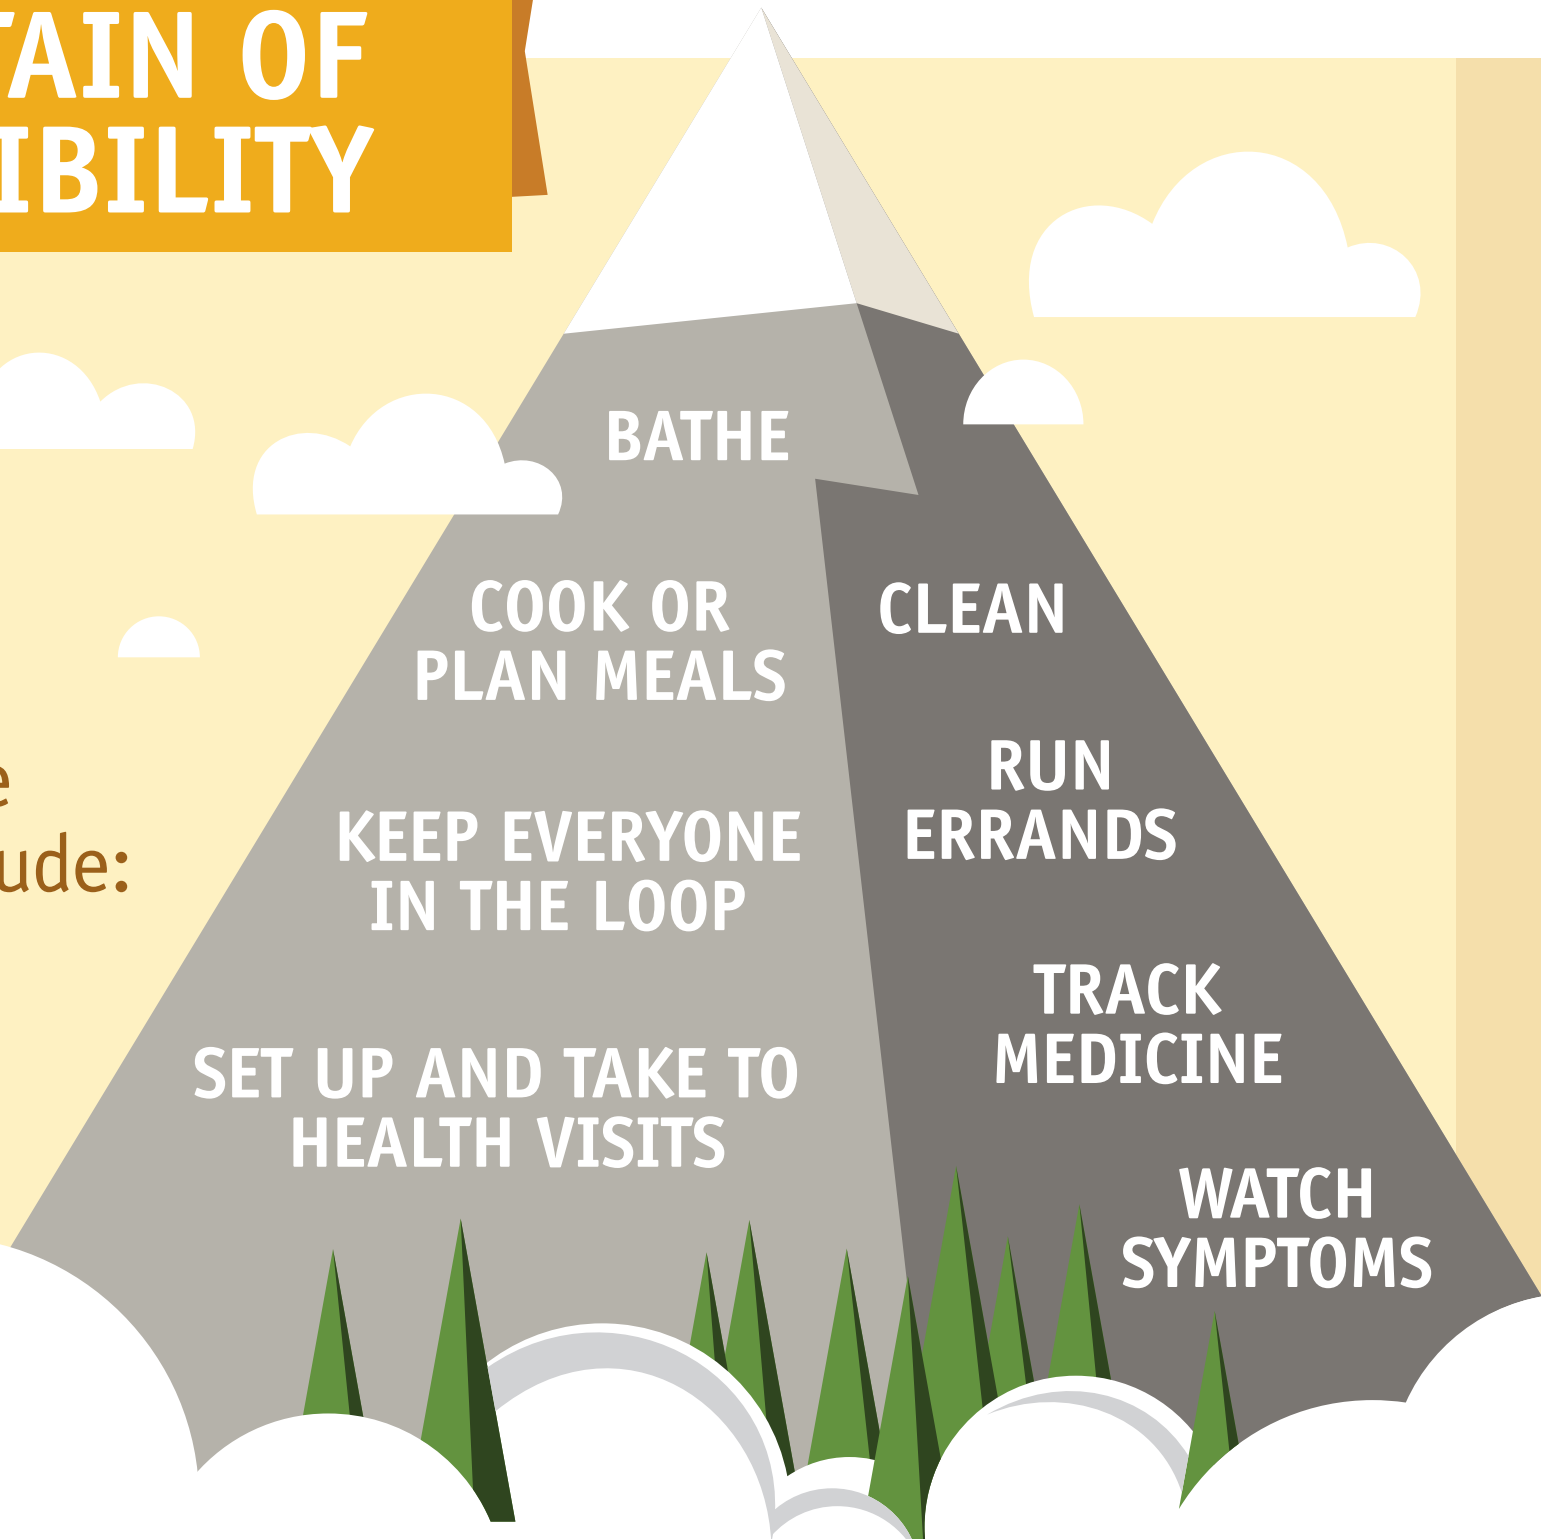 TAIN OF
IBILITY
BATHE
COOK OR
PLAN MEALS
CLEAN
RUN
ERRANDS
e
ude:
KEEP EVERYONE
IN THE LOOP
TRACK
MEDICINE
SET UP AND TAKE TO
HEALTH VISITS
WATCH
SYMPTOMS